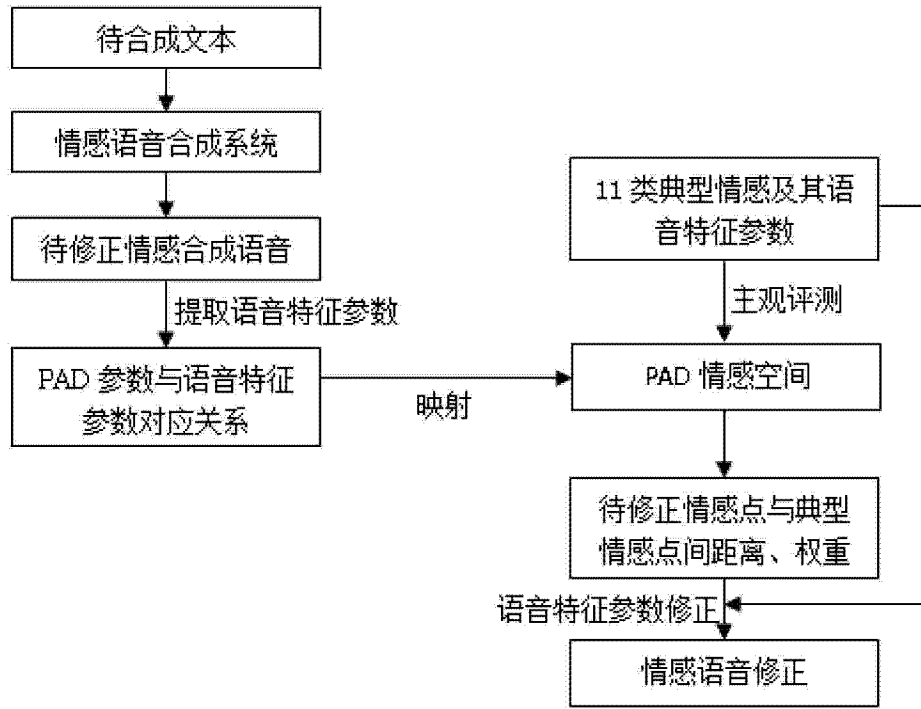 待合成文本
情感语音合成系统
待修正情感合成语音
提取语音特征参数
PAD 参数与语音特征
参数对应关系
映射
11 类典型情感及其语
音特征参数
主观评测
PAD 情感空间
待修正情感点与典型
情感点间距离、权重
语音特征参数修正
情感语音修正